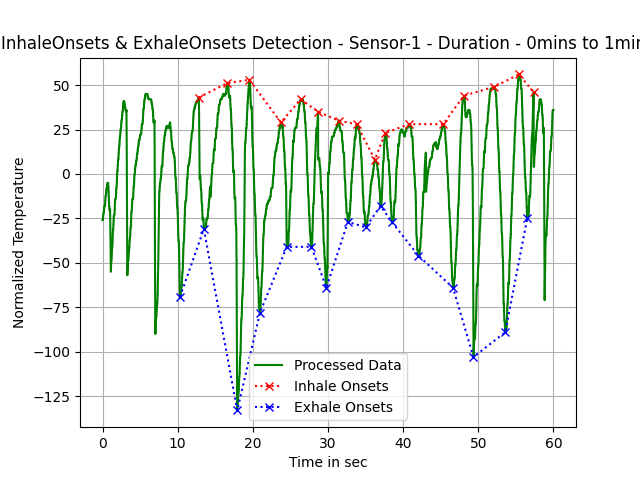 InhaleOnsets & ExhaleOnsets Detection - Sensor-1 - Duration - 0mins to 1min
Normalized Temperature
50
25
0
−25
−50
−75
−100
−125
Processed Data
Inhale Onsets
Exhale Onsets
0 10 20 30 40 50 60
Time in sec